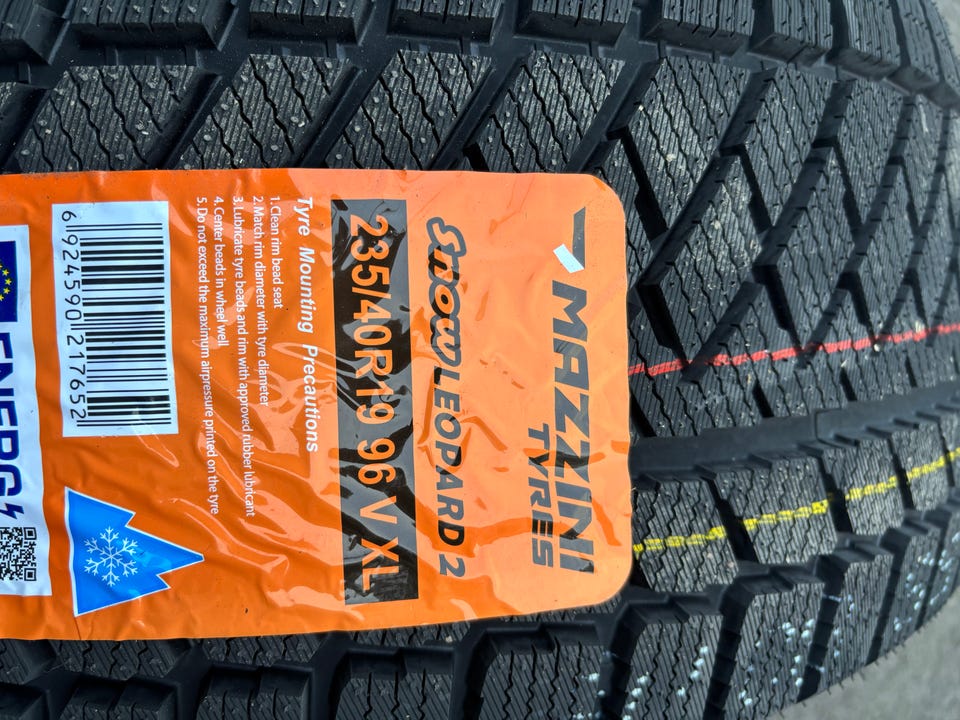 MAZZINI
TYRES
SNOWLEOPARD 2
235/40R19 96 V XL
Tyre Mounting Precautions
1.Clean rim bead seat
2.Match rim diameter with tyre diameter
3.Lubricate tyre beads and rim with approved rubber lubricant
4.Center beads in wheel well
5.Do not exceed the maximum airpressure printed on the tyre
6 924590 217652
ENERG